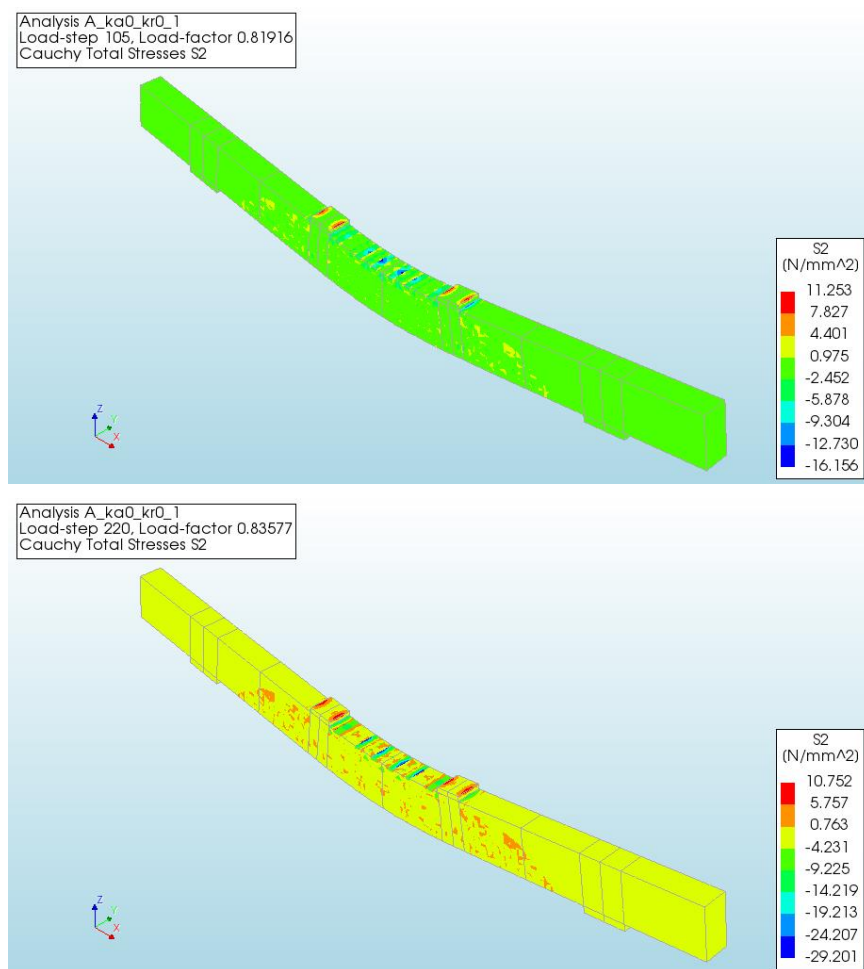 Analysis A_ka0_kr0_1
Load-step 105, Load-factor 0.81916
Cauchy Total Stresses S2
S2
(N/mm^2)
11.253
7.827
4.401
0.975
-2.452
-5.878
-9.304
-12.730
-16.156
Z
Y
X
Analysis A_ka0_kr0_1
Load-step 220, Load-factor 0.83577
Cauchy Total Stresses S2
S2
(N/mm^2)
10.752
5.757
0.763
-4.231
-9.225
-14.219
-19.213
-24.207
-29.201
Z
Y
X